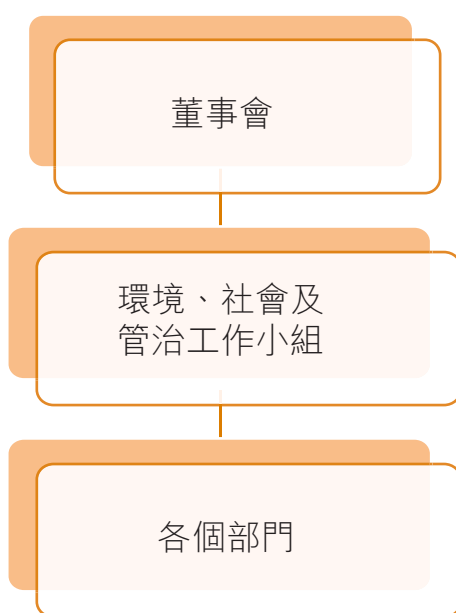 董事會
環境、社會及
管治工作小組
各個部門